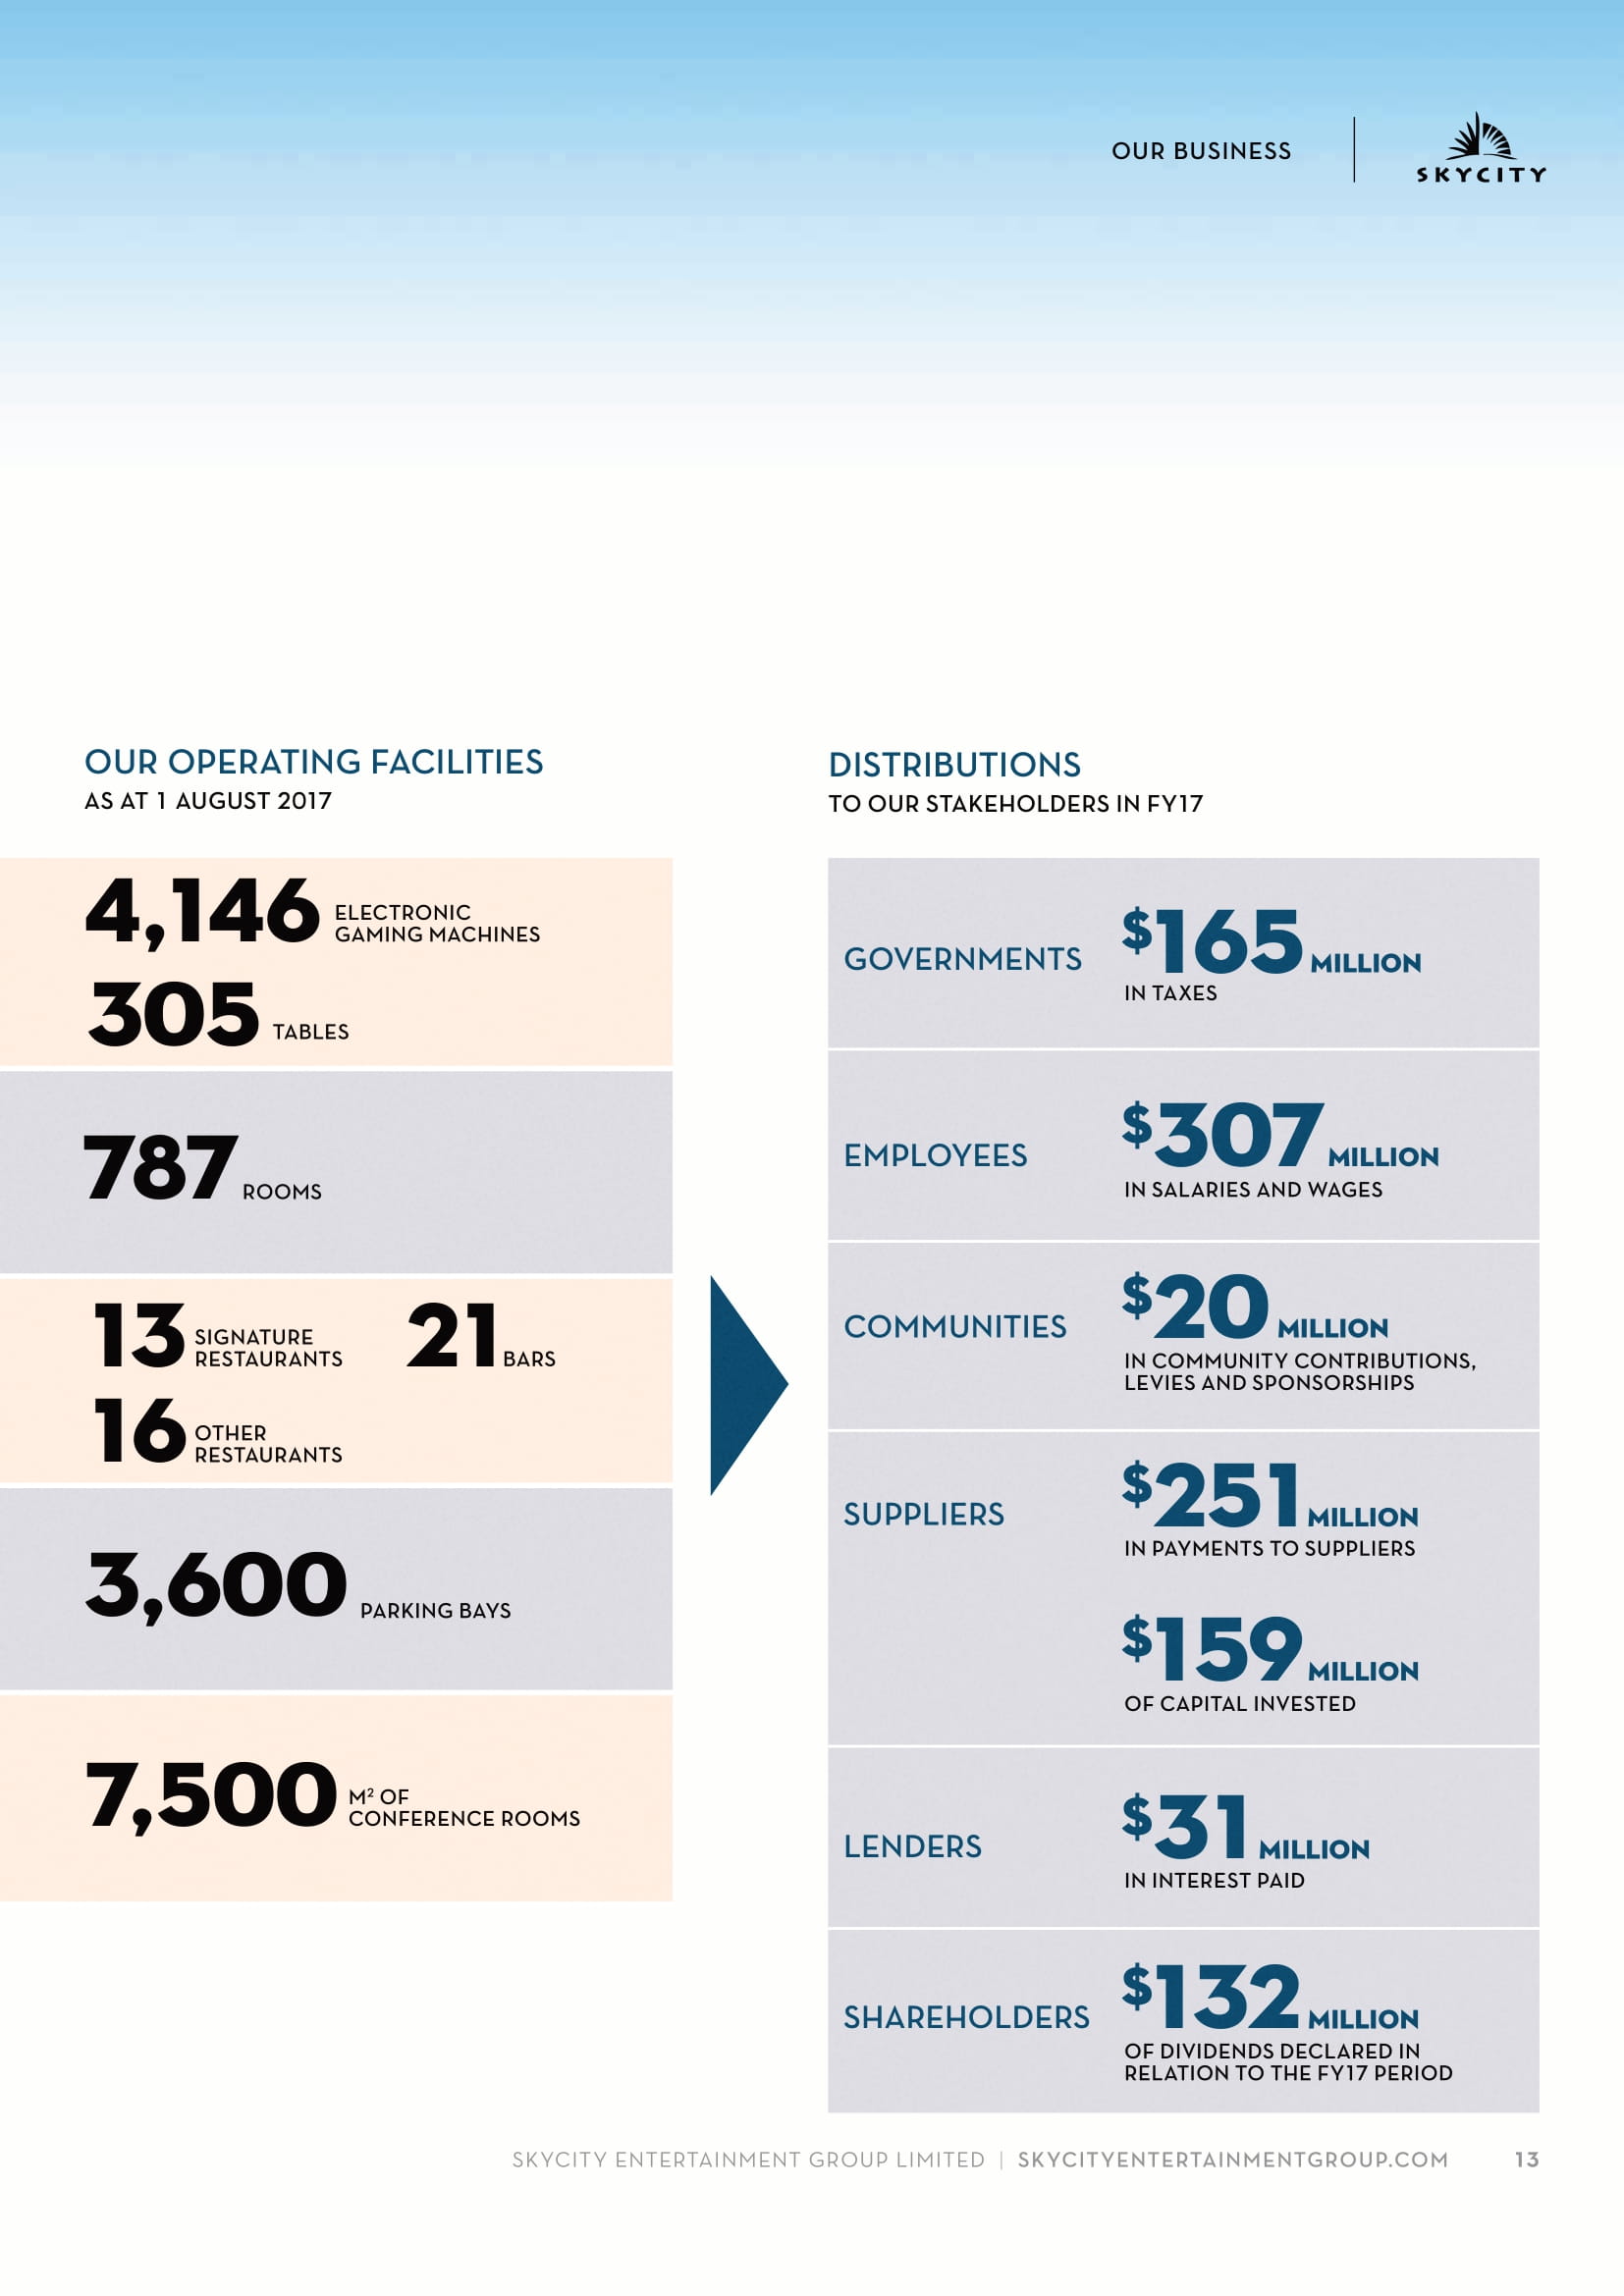 OUR BUSINESS
SKYCITY
OUR OPERATING FACILITIES
AS AT 1 AUGUST 2017
4,146 ELECTRONIC
GAMING MACHINES
305 TABLES
787 ROOMS
13 SIGNATURE
RESTAURANTS
21 BARS
16 OTHER
RESTAURANTS
3,600 PARKING BAYS
7,500 M² OF
CONFERENCE ROOMS
DISTRIBUTIONS
TO OUR STAKEHOLDERS IN FY17
GOVERNMENTS $165 MILLION
IN TAXES
EMPLOYEES $307 MILLION
IN SALARIES AND WAGES
COMMUNITIES $20 MILLION
IN COMMUNITY CONTRIBUTIONS,
LEVIES AND SPONSORSHIPS
SUPPLIERS $251 MILLION
IN PAYMENTS TO SUPPLIERS
$159 MILLION
OF CAPITAL INVESTED
LENDERS $31 MILLION
IN INTEREST PAID
SHAREHOLDERS $132 MILLION
OF DIVIDENDS DECLARED IN
RELATION TO THE FY17 PERIOD
SKYCITY ENTERTAINMENT GROUP LIMITED | SKYCITYENTERTAINMENTGROUP.COM 13